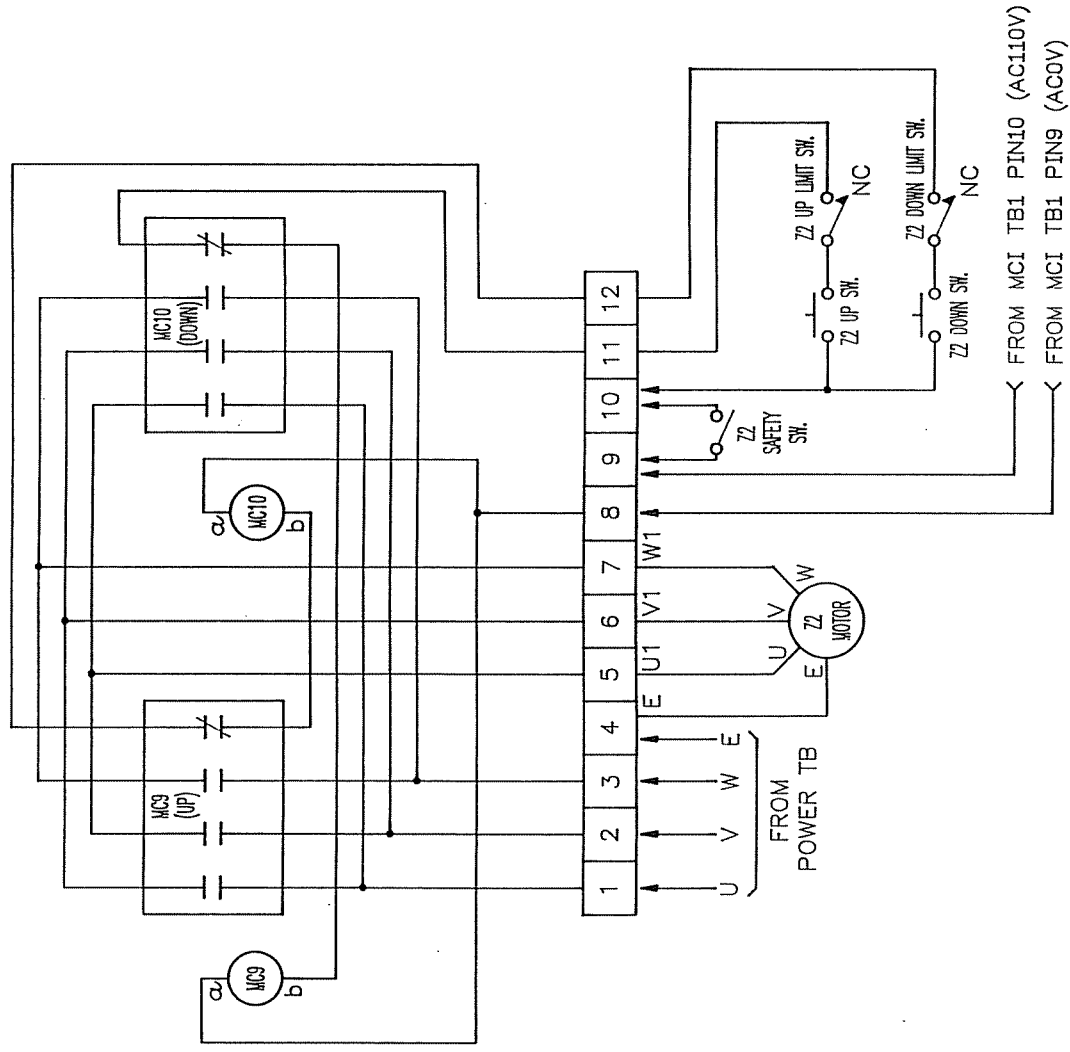 MC9
(UP)
MC10
(DOWN)
a
MC9
b
a
MC10
b
1
2
3
4
5
6
7
8
9
10
11
12
E
U1
V1
W1
U
V
W
E
FROM
POWER TB
E
U
V
W
Z2
MOTOR
Z2
SAFETY
SW.
Z2 UP SW.
Z2 UP LIMIT SW.
NC
Z2 DOWN SW.
Z2 DOWN LIMIT SW.
NC
FROM MCI TB1 PIN10 (AC110V)
FROM MCI TB1 PIN9 (AC0V)